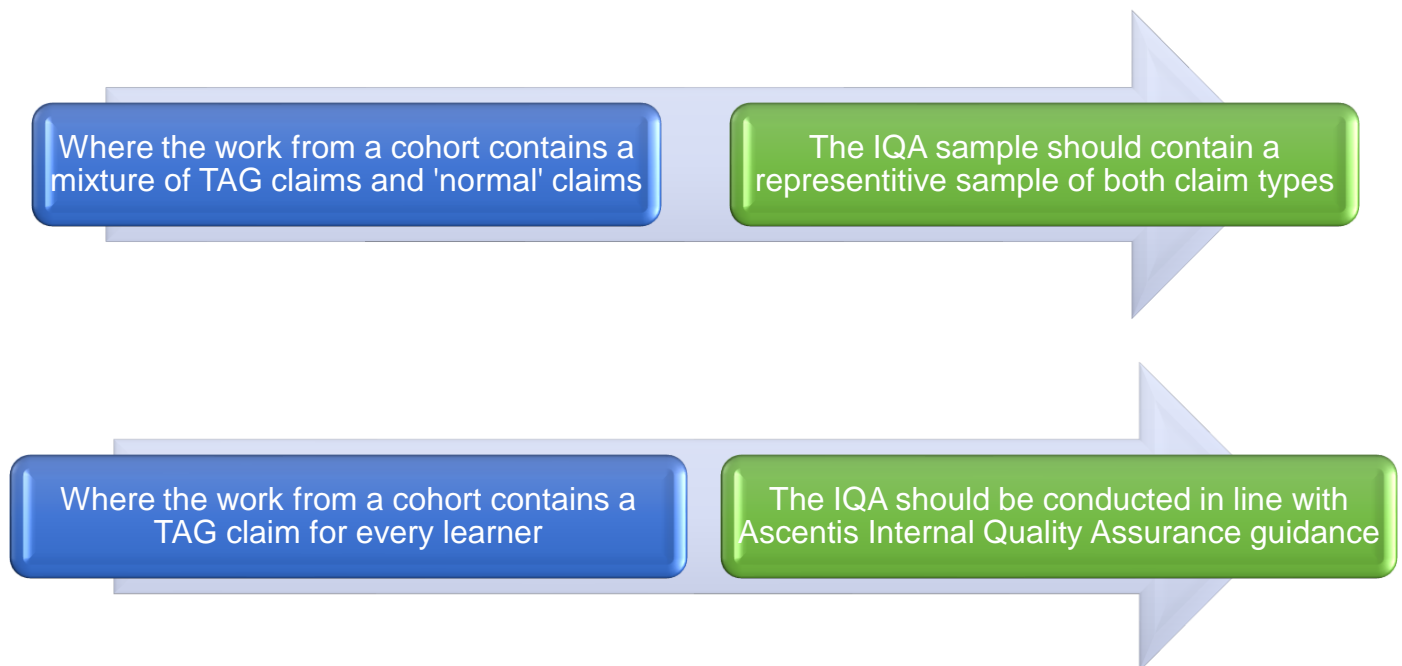 Where the work from a cohort contains a
mixture of TAG claims and 'normal' claims
The IQA sample should contain a
representitive sample of both claim types
Where the work from a cohort contains a
TAG claim for every learner
The IQA should be conducted in line with
Ascentis Internal Quality Assurance guidance